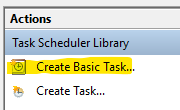 Actions
Task Scheduler Library
Create Basic Task...
Create Task...